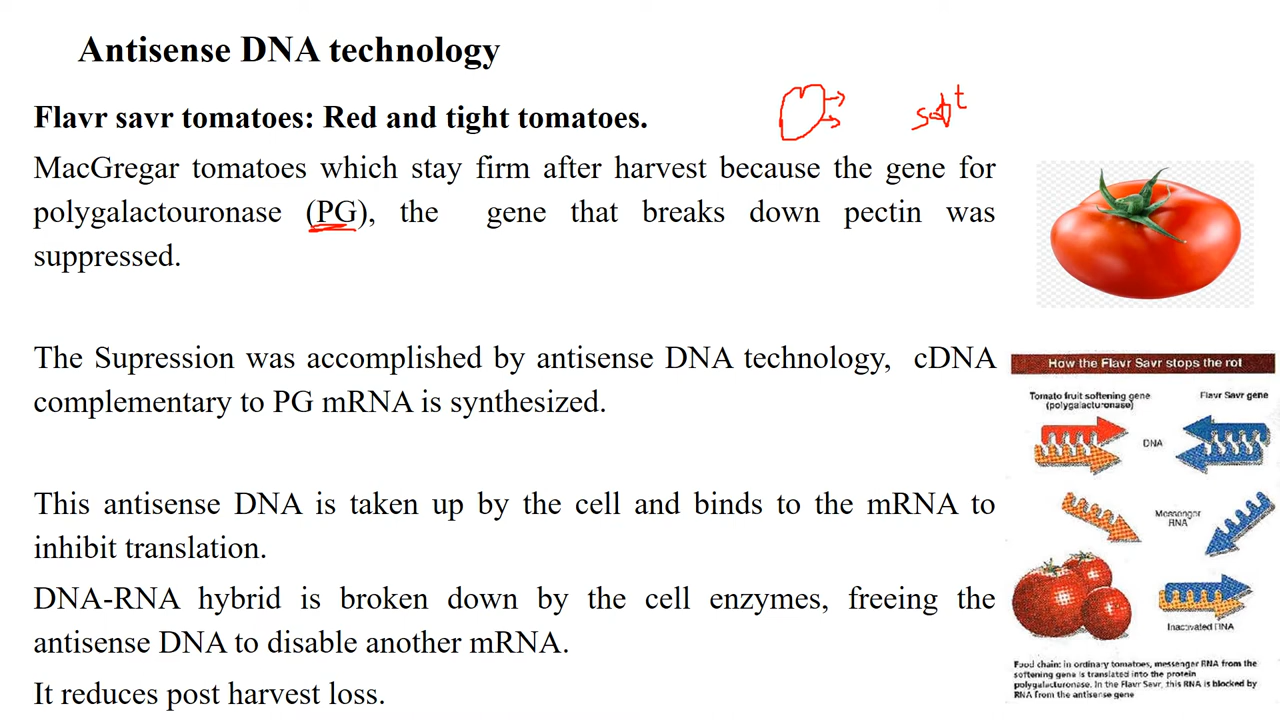 Antisense DNA technology
Flavr savr tomatoes: Red and tight tomatoes.
soft
MacGregar tomatoes which stay firm after harvest because the gene for
polygalactouronase (PG), the gene that breaks down pectin was
suppressed.
The Supression was accomplished by antisense DNA technology, cDNA
complementary to PG mRNA is synthesized.
This antisense DNA is taken up by the cell and binds to the mRNA to
inhibit translation.
DNA-RNA hybrid is broken down by the cell enzymes, freeing the
antisense DNA to disable another mRNA.
It reduces post harvest loss.
How the Flavr Savr stops the rot
Tomato fruit softening gene
(polygalacturonase)
Flavr Savr gene
DNA
Messenger
RNA
Inactivated RNA
Food chain: in ordinary tomatoes, messenger RNA from the
softening gene is translated into the protein
polygalacturonase. In the Flavr Savr, this RNA is blocked by
RNA from the antisense gene